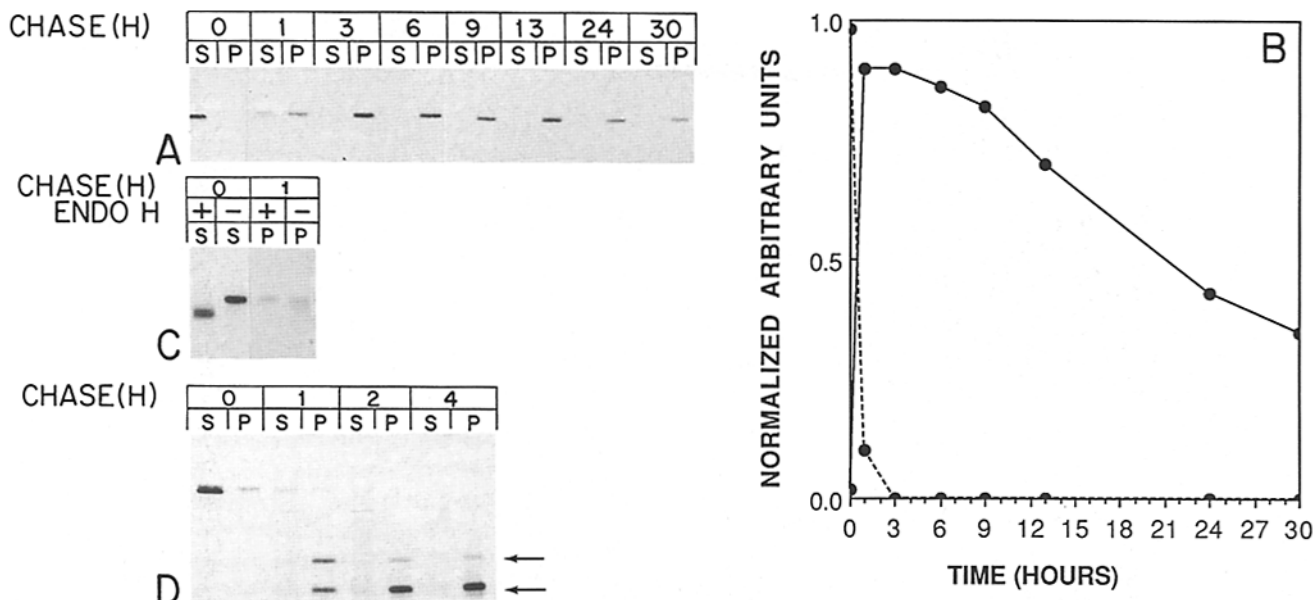 CHASE(H) 0 1 3 6 9 13 24 30
S P S P S P S P S P S P S P S P
A
CHASE(H) 0 1
ENDO H + - + -
S S P P
C
CHASE(H) 0 1 2 4
S P S P S P S P
D
B
NORMALIZED ARBITRARY UNITS
1.0
0.5
0.0
0 3 6 9 12 15 18 21 24 27 30
TIME (HOURS)